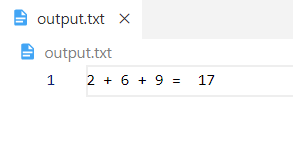 output.txt
output.txt
1 2 + 6 + 9 =  17